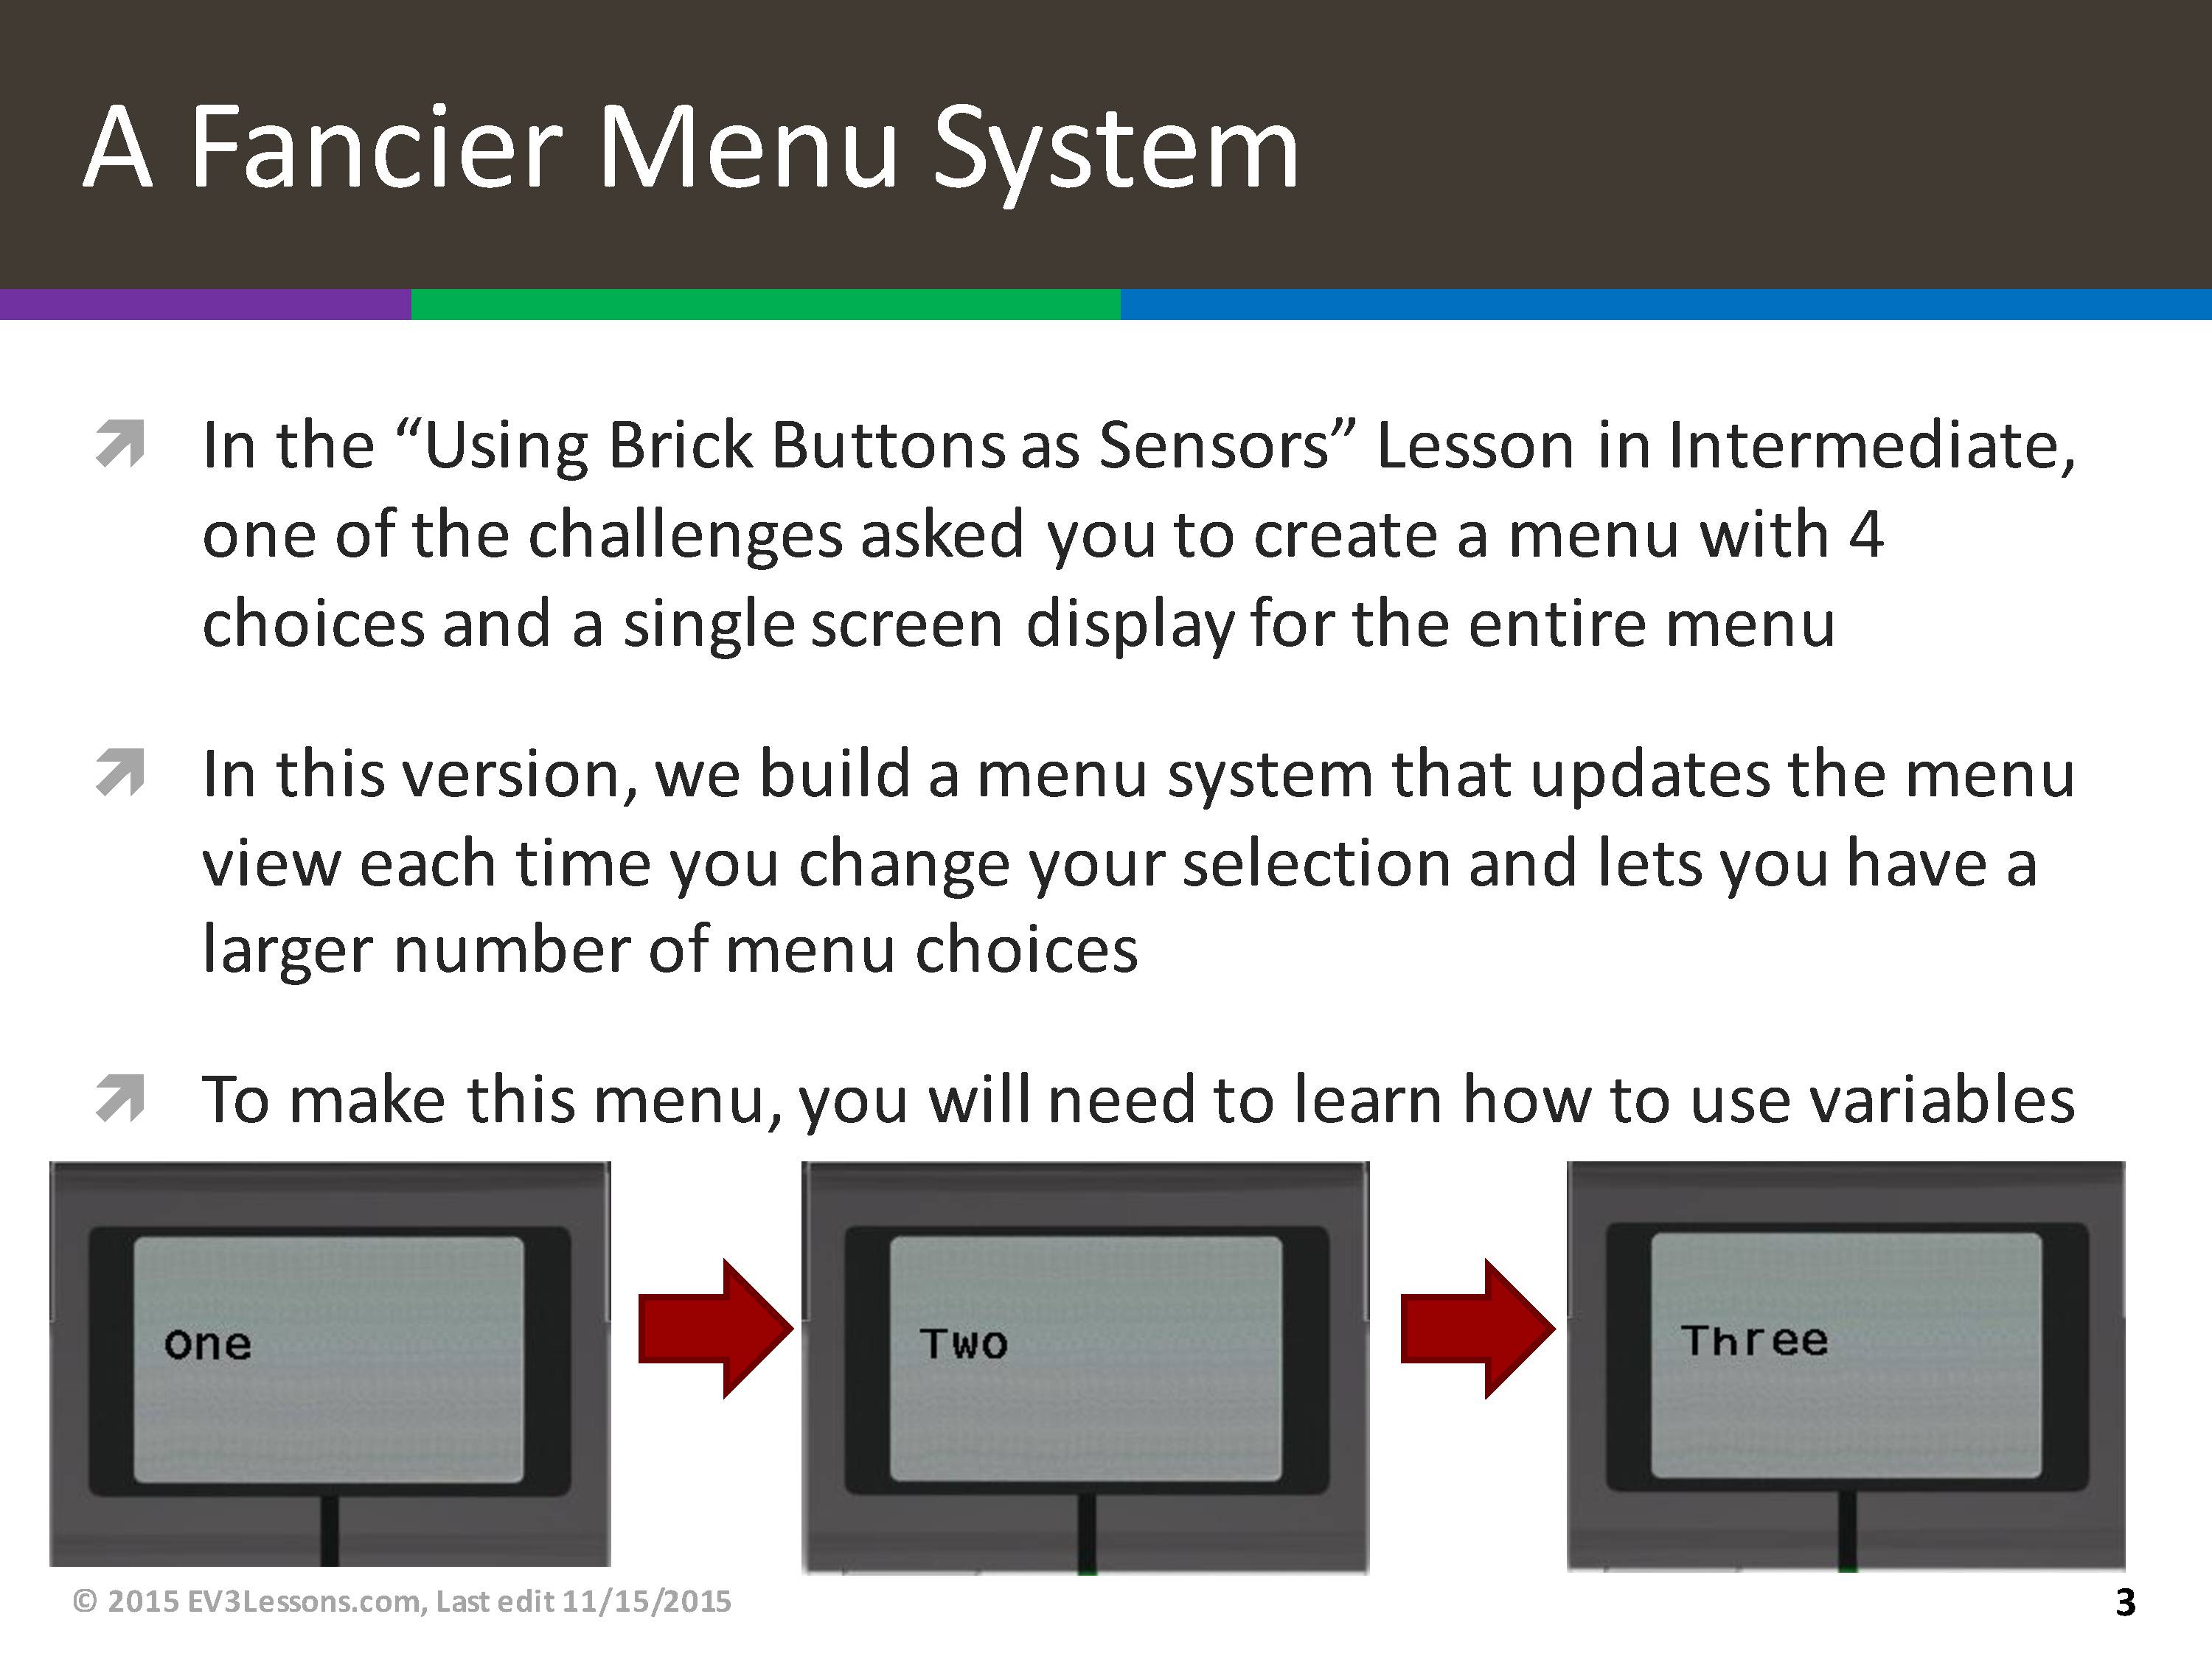 A Fancier Menu System
In the “Using Brick Buttons as Sensors” Lesson in Intermediate,
one of the challenges asked you to create a menu with 4
choices and a single screen display for the entire menu
In this version, we build a menu system that updates the menu
view each time you change your selection and lets you have a
larger number of menu choices
To make this menu, you will need to learn how to use variables
One
Two
Three
© 2015 EV3Lessons.com, Last edit 11/15/2015
3